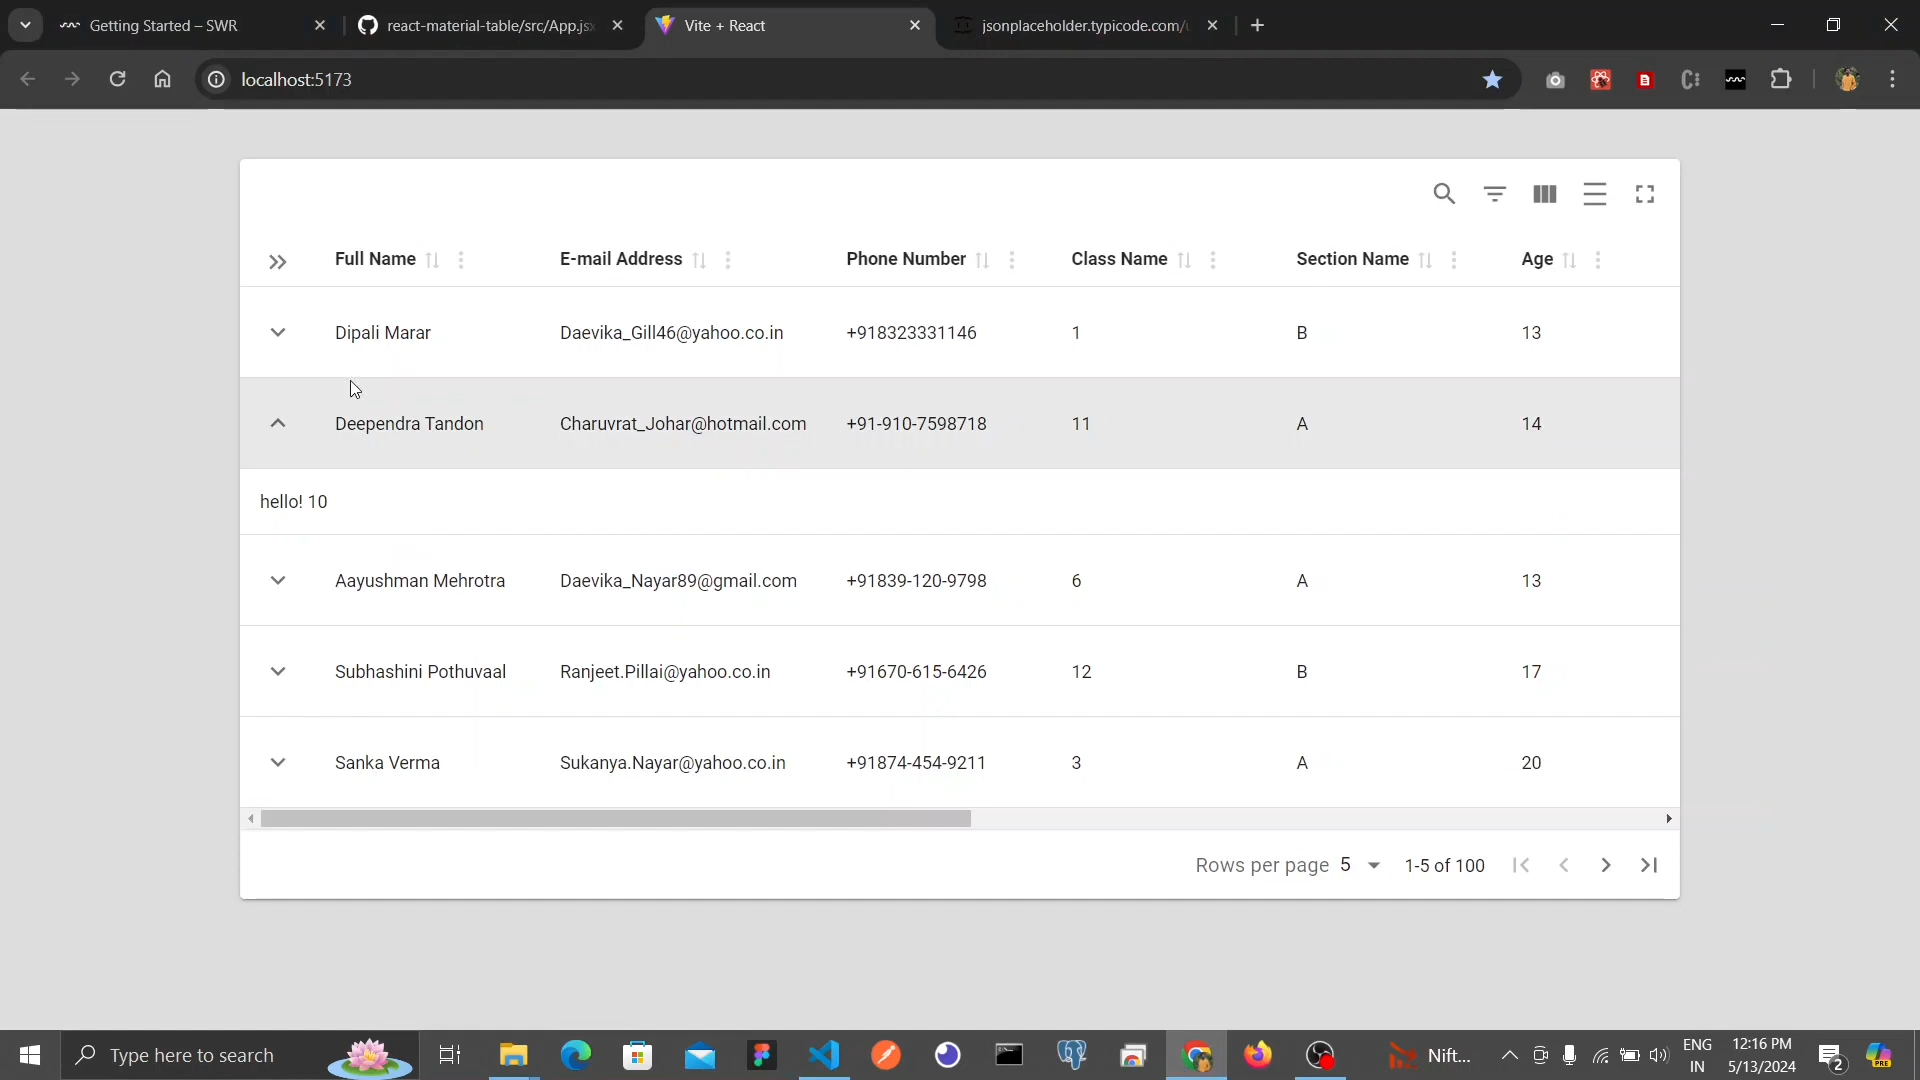 Getting Started – SWR
react-material-table/src/App.jsx
Vite + React
jsonplaceholder.typicode.com/u
localhost:5173
Full Name E-mail Address Phone Number Class Name Section Name Age
Dipali Marar Daevika_Gill46@yahoo.co.in +918323331146 1 B 13
Deependra Tandon Charuvrat_Johar@hotmail.com +91-910-7598718 11 A 14
hello! 10
Aayushman Mehrotra Daevika_Nayar89@gmail.com +91839-120-9798 6 A 13
Subhashini Pothuvaal Ranjeet.Pillai@yahoo.co.in +91670-615-6426 12 B 17
Sanka Verma Sukanya.Nayar@yahoo.co.in +91874-454-9211 3 A 20
Rows per page 5 1-5 of 100
Type here to search
Nift...
ENG
IN
12:16 PM
5/13/2024
2
PRE